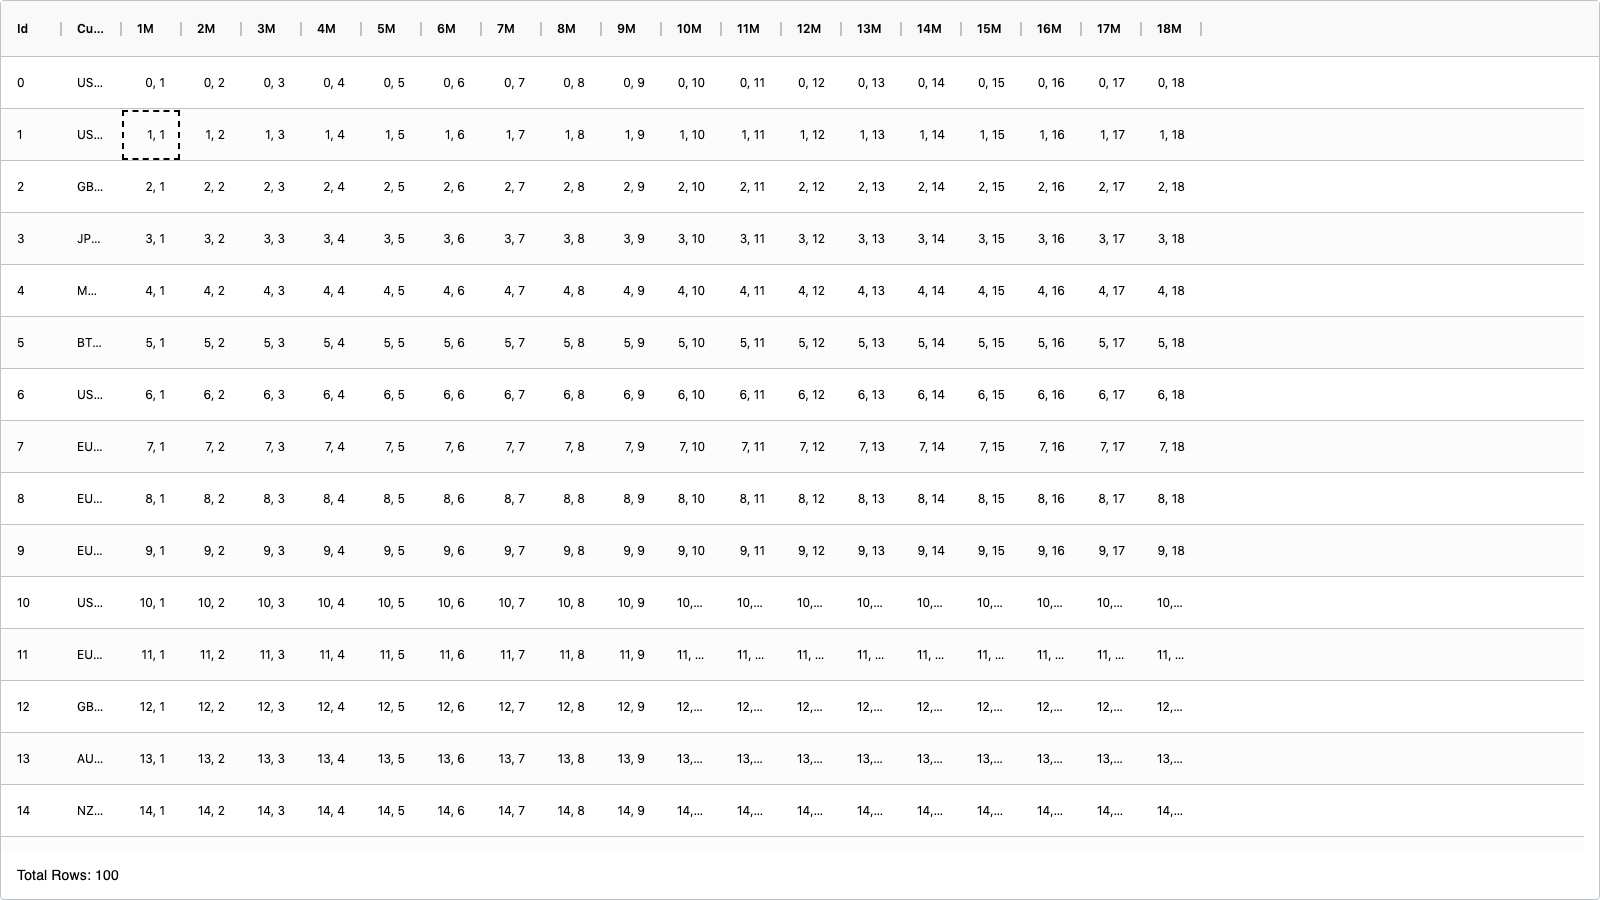 Id Cu... 1M 2M 3M 4M 5M 6M 7M 8M 9M 10M 11M 12M 13M 14M 15M 16M 17M 18M
0 US... 0, 1 0, 2 0, 3 0, 4 0, 5 0, 6 0, 7 0, 8 0, 9 0, 10 0, 11 0, 12 0, 13 0, 14 0, 15 0, 16 0, 17 0, 18
1 US... 1, 1 1, 2 1, 3 1, 4 1, 5 1, 6 1, 7 1, 8 1, 9 1, 10 1, 11 1, 12 1, 13 1, 14 1, 15 1, 16 1, 17 1, 18
2 GB... 2, 1 2, 2 2, 3 2, 4 2, 5 2, 6 2, 7 2, 8 2, 9 2, 10 2, 11 2, 12 2, 13 2, 14 2, 15 2, 16 2, 17 2, 18
3 JP... 3, 1 3, 2 3, 3 3, 4 3, 5 3, 6 3, 7 3, 8 3, 9 3, 10 3, 11 3, 12 3, 13 3, 14 3, 15 3, 16 3, 17 3, 18
4 M... 4, 1 4, 2 4, 3 4, 4 4, 5 4, 6 4, 7 4, 8 4, 9 4, 10 4, 11 4, 12 4, 13 4, 14 4, 15 4, 16 4, 17 4, 18
5 BT... 5, 1 5, 2 5, 3 5, 4 5, 5 5, 6 5, 7 5, 8 5, 9 5, 10 5, 11 5, 12 5, 13 5, 14 5, 15 5, 16 5, 17 5, 18
6 US... 6, 1 6, 2 6, 3 6, 4 6, 5 6, 6 6, 7 6, 8 6, 9 6, 10 6, 11 6, 12 6, 13 6, 14 6, 15 6, 16 6, 17 6, 18
7 EU... 7, 1 7, 2 7, 3 7, 4 7, 5 7, 6 7, 7 7, 8 7, 9 7, 10 7, 11 7, 12 7, 13 7, 14 7, 15 7, 16 7, 17 7, 18
8 EU... 8, 1 8, 2 8, 3 8, 4 8, 5 8, 6 8, 7 8, 8 8, 9 8, 10 8, 11 8, 12 8, 13 8, 14 8, 15 8, 16 8, 17 8, 18
9 EU... 9, 1 9, 2 9, 3 9, 4 9, 5 9, 6 9, 7 9, 8 9, 9 9, 10 9, 11 9, 12 9, 13 9, 14 9, 15 9, 16 9, 17 9, 18
10 US... 10, 1 10, 2 10, 3 10, 4 10, 5 10, 6 10, 7 10, 8 10, 9 10,... 10,... 10,... 10,... 10,... 10,... 10,... 10,... 10,...
11 EU... 11, 1 11, 2 11, 3 11, 4 11, 5 11, 6 11, 7 11, 8 11, 9 11, ... 11, ... 11, ... 11, ... 11, ... 11, ... 11, ... 11, ... 11, ...
12 GB... 12, 1 12, 2 12, 3 12, 4 12, 5 12, 6 12, 7 12, 8 12, 9 12,... 12,... 12,... 12,... 12,... 12,... 12,... 12,... 12,...
13 AU... 13, 1 13, 2 13, 3 13, 4 13, 5 13, 6 13, 7 13, 8 13, 9 13,... 13,... 13,... 13,... 13,... 13,... 13,... 13,... 13,...
14 NZ... 14, 1 14, 2 14, 3 14, 4 14, 5 14, 6 14, 7 14, 8 14, 9 14,... 14,... 14,... 14,... 14,... 14,... 14,... 14,... 14,...
Total Rows: 100